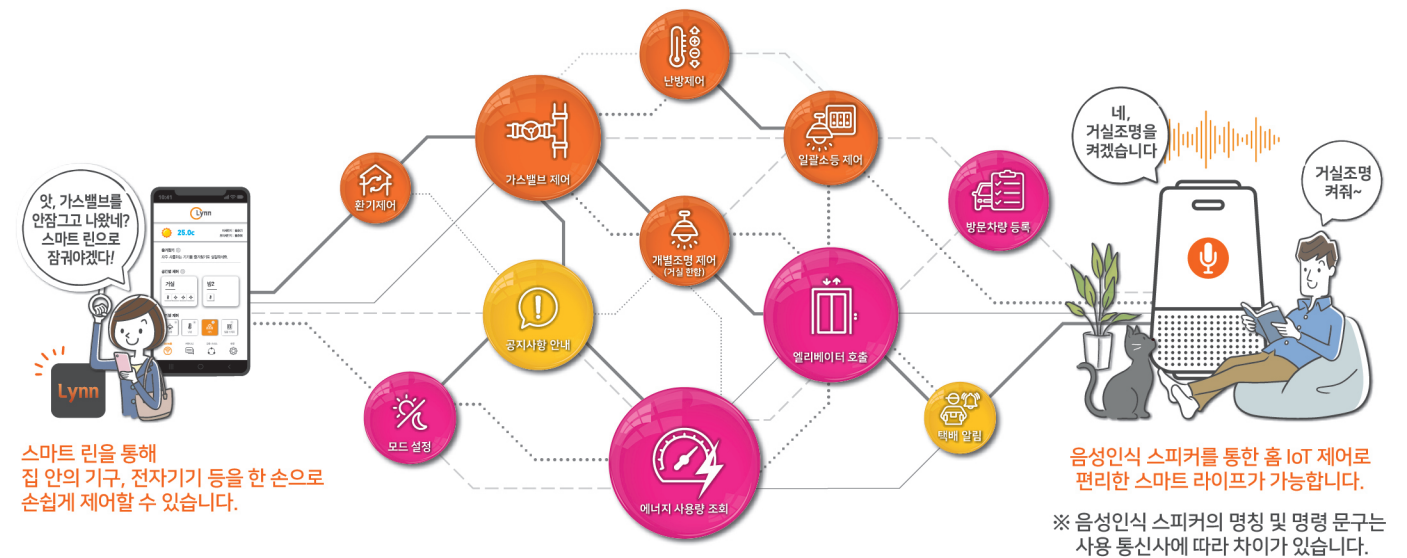 앗, 가스밸브를
안잠그고 나왔네?
스마트 린으로
잠궈야겠다!
Lynn
25.0c
거실
방2
Lynn
스마트 린을 통해
집 안의 기구, 전자기기 등을 한 손으로
손쉽게 제어할 수 있습니다.
난방제어
가스밸브 제어
일괄소등 제어
환기제어
방문차량 등록
개별조명 제어
(거실 한함)
공지사항 안내
엘리베이터 호출
모드 설정
택배 알림
에너지 사용량 조회
네,
거실조명을
켜겠습니다
거실조명
켜줘~
음성인식 스피커를 통한 홈 IoT 제어로
편리한 스마트 라이프가 가능합니다.
※ 음성인식 스피커의 명칭 및 명령 문구는
사용 통신사에 따라 차이가 있습니다.